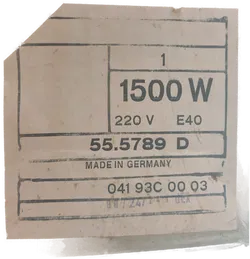 1
1500 W
220 V E40
55.5789 D
MADE IN GERMANY
041 93C 00 03